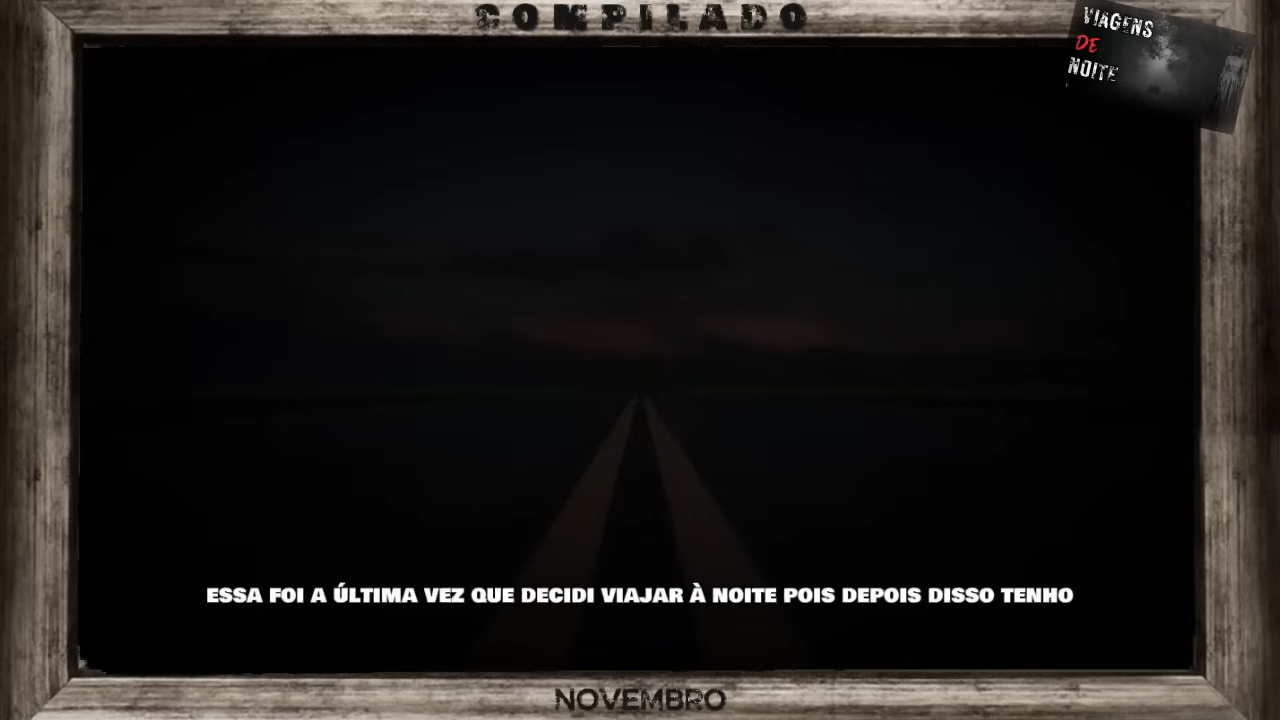 COMPILADO
VIAGENS
DE
NOITE
ESSA FOI A ÚLTIMA VEZ QUE DECIDI VIAJAR À NOITE POIS DEPOIS DISSO TENHO
NOVEMBRO